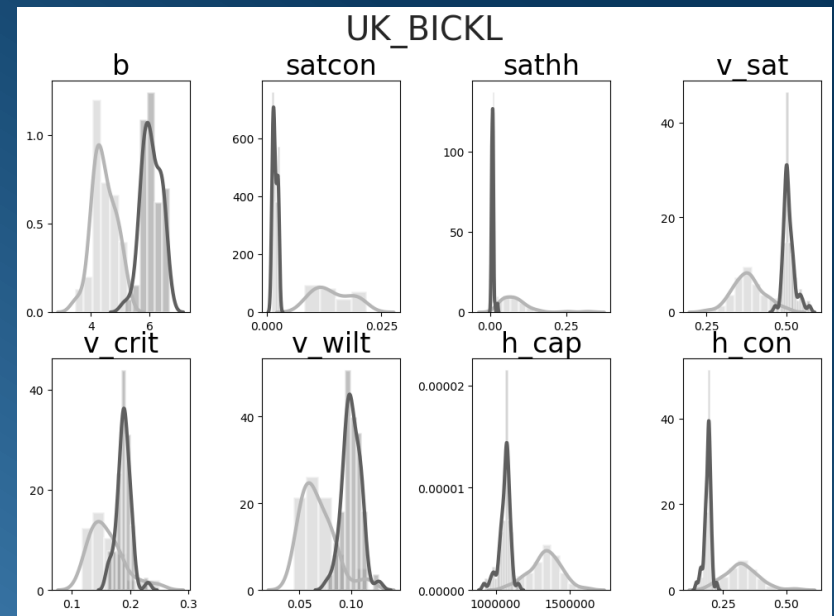 UK_BICKL
b satcon sathh v_sat
1.0 600 100 40
0.5 400 50 20
0.0 200 0 0
0
4 6 0.000 0.025 0.00 0.25 0.25 0.50
v_crit v_wilt h_cap h_con
40 40 0.00002 40
20 20 0.00001 20
0 0 0.00000 0
0.1 0.2 0.3 0.05 0.10 1000000 1500000 0.25 0.50